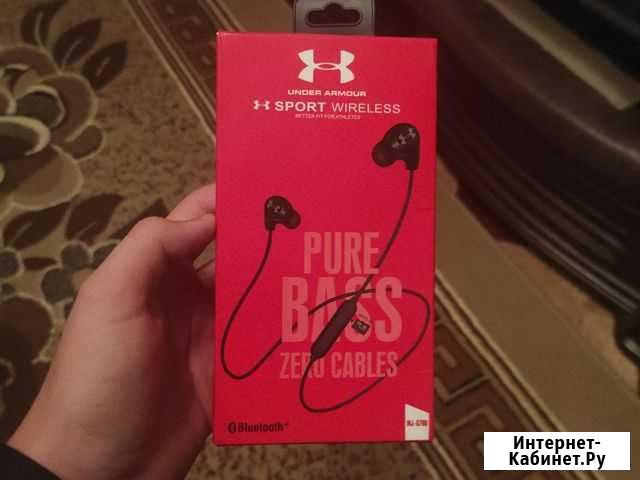 UNDER ARMOUR
SPORT WIRELESS
BETTER FIT FOR ATHLETES
PURE
BASS
ZERO CABLES
Bluetooth
Интернет-
Кабинет.Ру